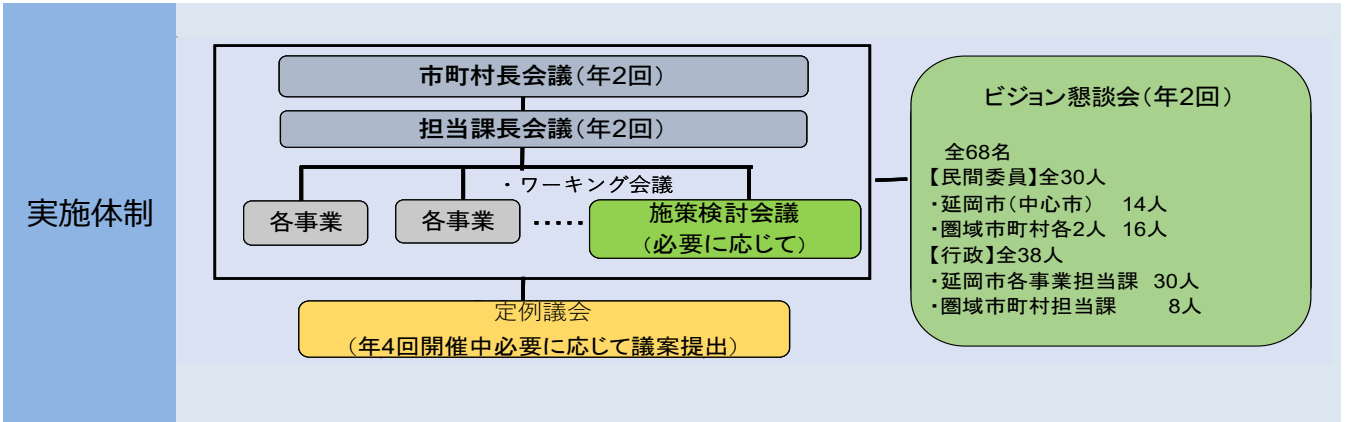 実施体制
市町村長会議(年2回)
担当課長会議(年2回)
・ワーキング会議
各事業
各事業
・・・・・
施策検討会議
(必要に応じて)
定例議会
(年4回開催中必要に応じて議案提出)
ビジョン懇談会(年2回)
全68名
【民間委員】全30人
・延岡市(中心市) 14人
・圏域市町村各2人 16人
【行政】全38人
・延岡市各事業担当課 30人
・圏域市町村担当課 8人